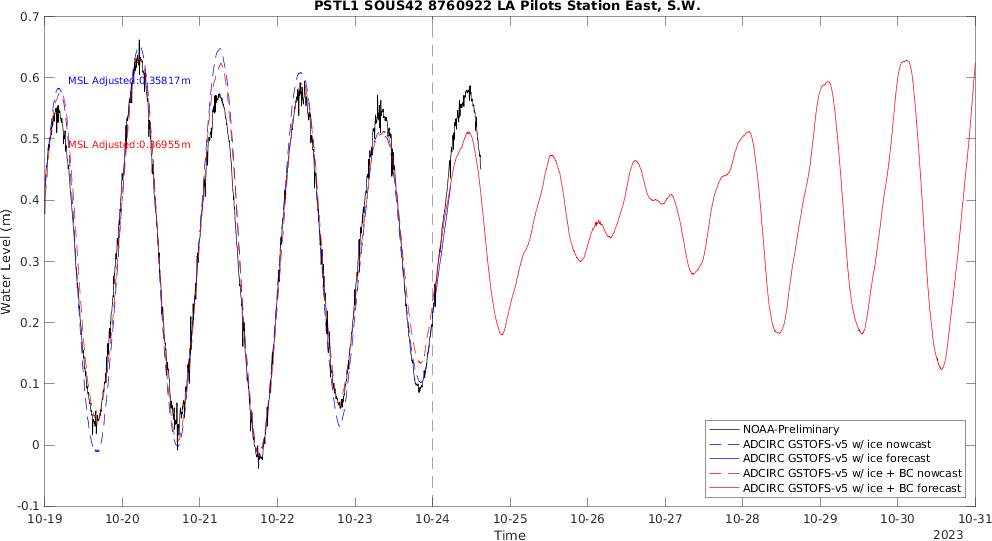 PSTL1 SOUS42 8760922 LA Pilots Station East, S.W.
0.7
0.6
0.5
0.4
0.3
0.2
0.1
0
-0.1
Water Level (m)
MSL Adjusted:0.35817m
MSL Adjusted:0.36955m
NOAA-Preliminary
ADCIRC GSTOFS-v5 w/ ice nowcast
ADCIRC GSTOFS-v5 w/ ice forecast
ADCIRC GSTOFS-v5 w/ ice + BC nowcast
ADCIRC GSTOFS-v5 w/ ice + BC forecast
10-19 10-20 10-21 10-22 10-23 10-24 10-25 10-26 10-27 10-28 10-29 10-30 10-31
Time
2023